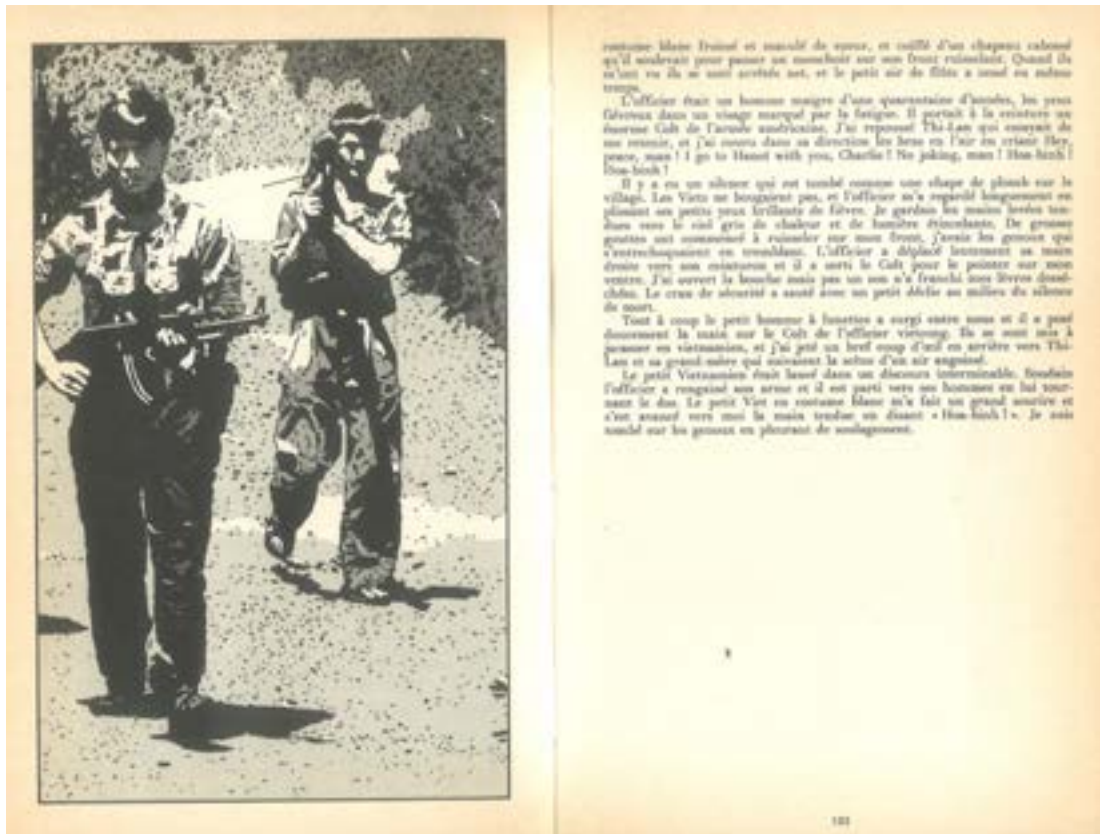 costume blanc froissé et maculé de sueur, et coiffé d'un chapeau cabossé
qu'il soulevait pour passer un mouchoir sur son front ruisselant. Quand ils
m'ont vu ils se sont arrêtés net, et le petit air de flûte a cessé en même
temps.
L'officier était un homme maigre d'une quarantaine d'années, les yeux
fiévreux dans un visage marqué par la fatigue. Il portait à la ceinture un
énorme Colt de l'armée américaine. J'ai repoussé Thi-Lan qui essayait de
me retenir, et j'ai couru dans sa direction les bras en l'air en criant Hey,
peace, man ! I go to Hanoï with you, Charlie ! No joking, man ! Hoa-binh !
Hoa-binh !
Il y a eu un silence qui est tombé comme une chape de plomb sur le
village. Les Viets ne bougeaient pas, et l'officier m'a regardé longuement en
plissant ses petits yeux brillants de fièvre. Je gardais les mains levées ten-
dues vers le ciel gris de chaleur et de lumière étincelante. De grosses
gouttes ont commencé à ruisseler sur mon front, j'avais les genoux qui
s'entrechoquaient en tremblant. L'officier a déplacé lentement sa main
droite vers son ceinturon et il a sorti le Colt pour le pointer sur mon
ventre. J'ai ouvert la bouche mais pas un son n'a franchi mes lèvres dessé-
chées. Le cran de sécurité a sauté avec un petit déclic au milieu du silence
de mort.
Tout à coup le petit homme à lunettes a surgi entre nous et il a posé
doucement la main sur le Colt de l'officier vietcong. Ils se sont mis à
en vietnamien, et j'ai jeté un bref coup d'œil en arrière vers Thi-
Lan et sa grand-mère qui suivaient la scène d'un air angoissé.
Le petit Vietnamien était lancé dans un discours interminable. Soudain
l'officier a rengainé son arme et il est parti vers ses hommes en lui tour-
nant le dos. Le petit Viet en costume blanc m'a fait un grand sourire et
s'est avancé vers moi la main tendue en disant « Hoa-binh ! ». Je suis
tombé sur les genoux en pleurant de soulagement.